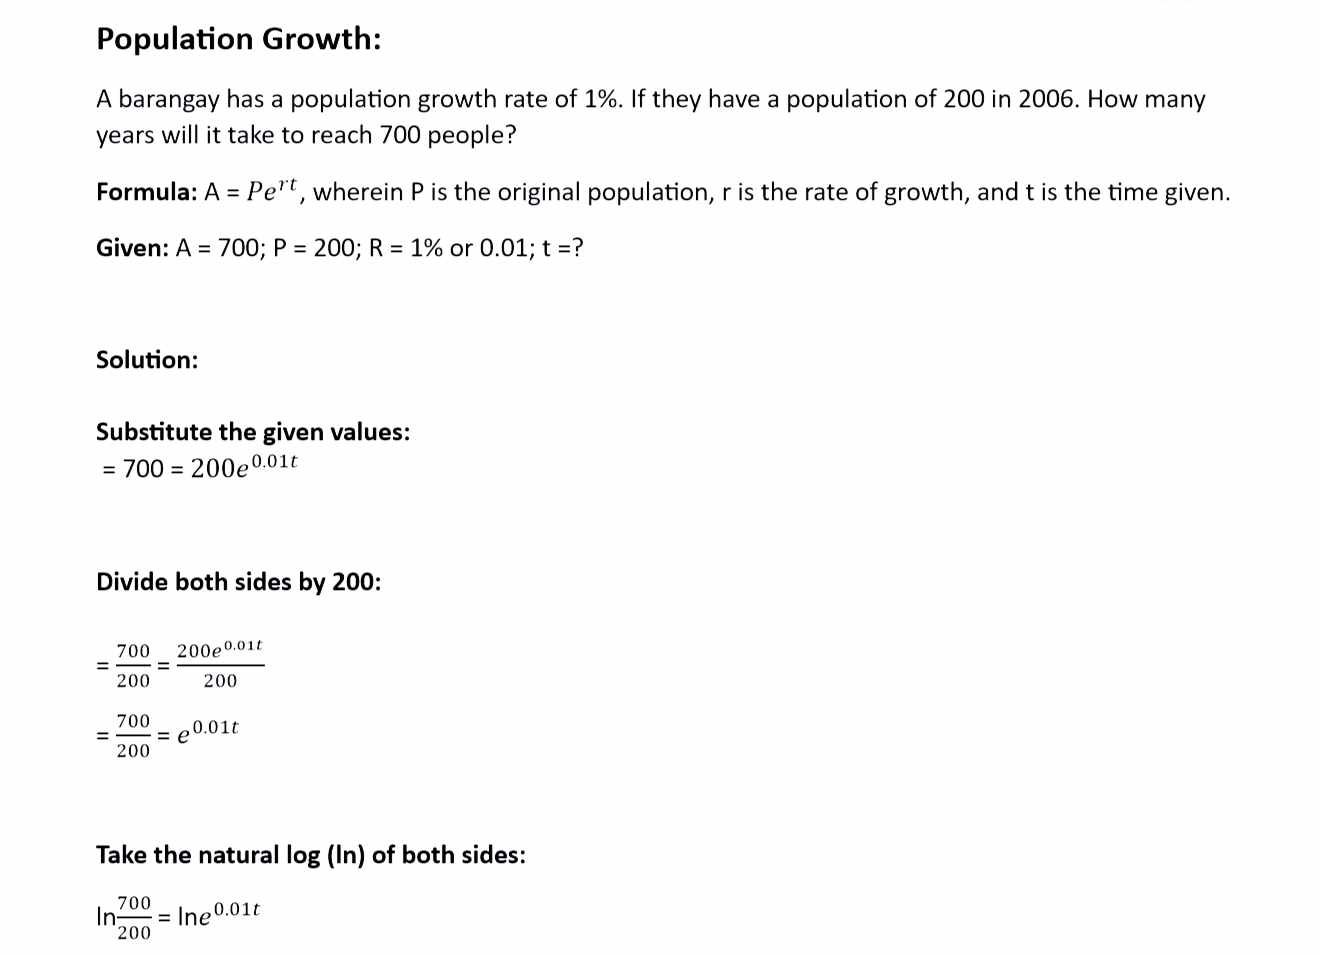 Population Growth:
A barangay has a population growth rate of 1%. If they have a population of 200 in 2006. How many
years will it take to reach 700 people?
Formula: A = Pe^{rt}, wherein P is the original population, r is the rate of growth, and t is the time given.
Given: A = 700; P = 200; R = 1% or 0.01; t =?
Solution:
Substitute the given values:
= 700 = 200e^{0.01t}
Divide both sides by 200:
= \frac{700}{200} = \frac{200e^{0.01t}}{200}
= \frac{700}{200} = e^{0.01t}
Take the natural log (ln) of both sides:
ln\frac{700}{200} = lne^{0.01t}